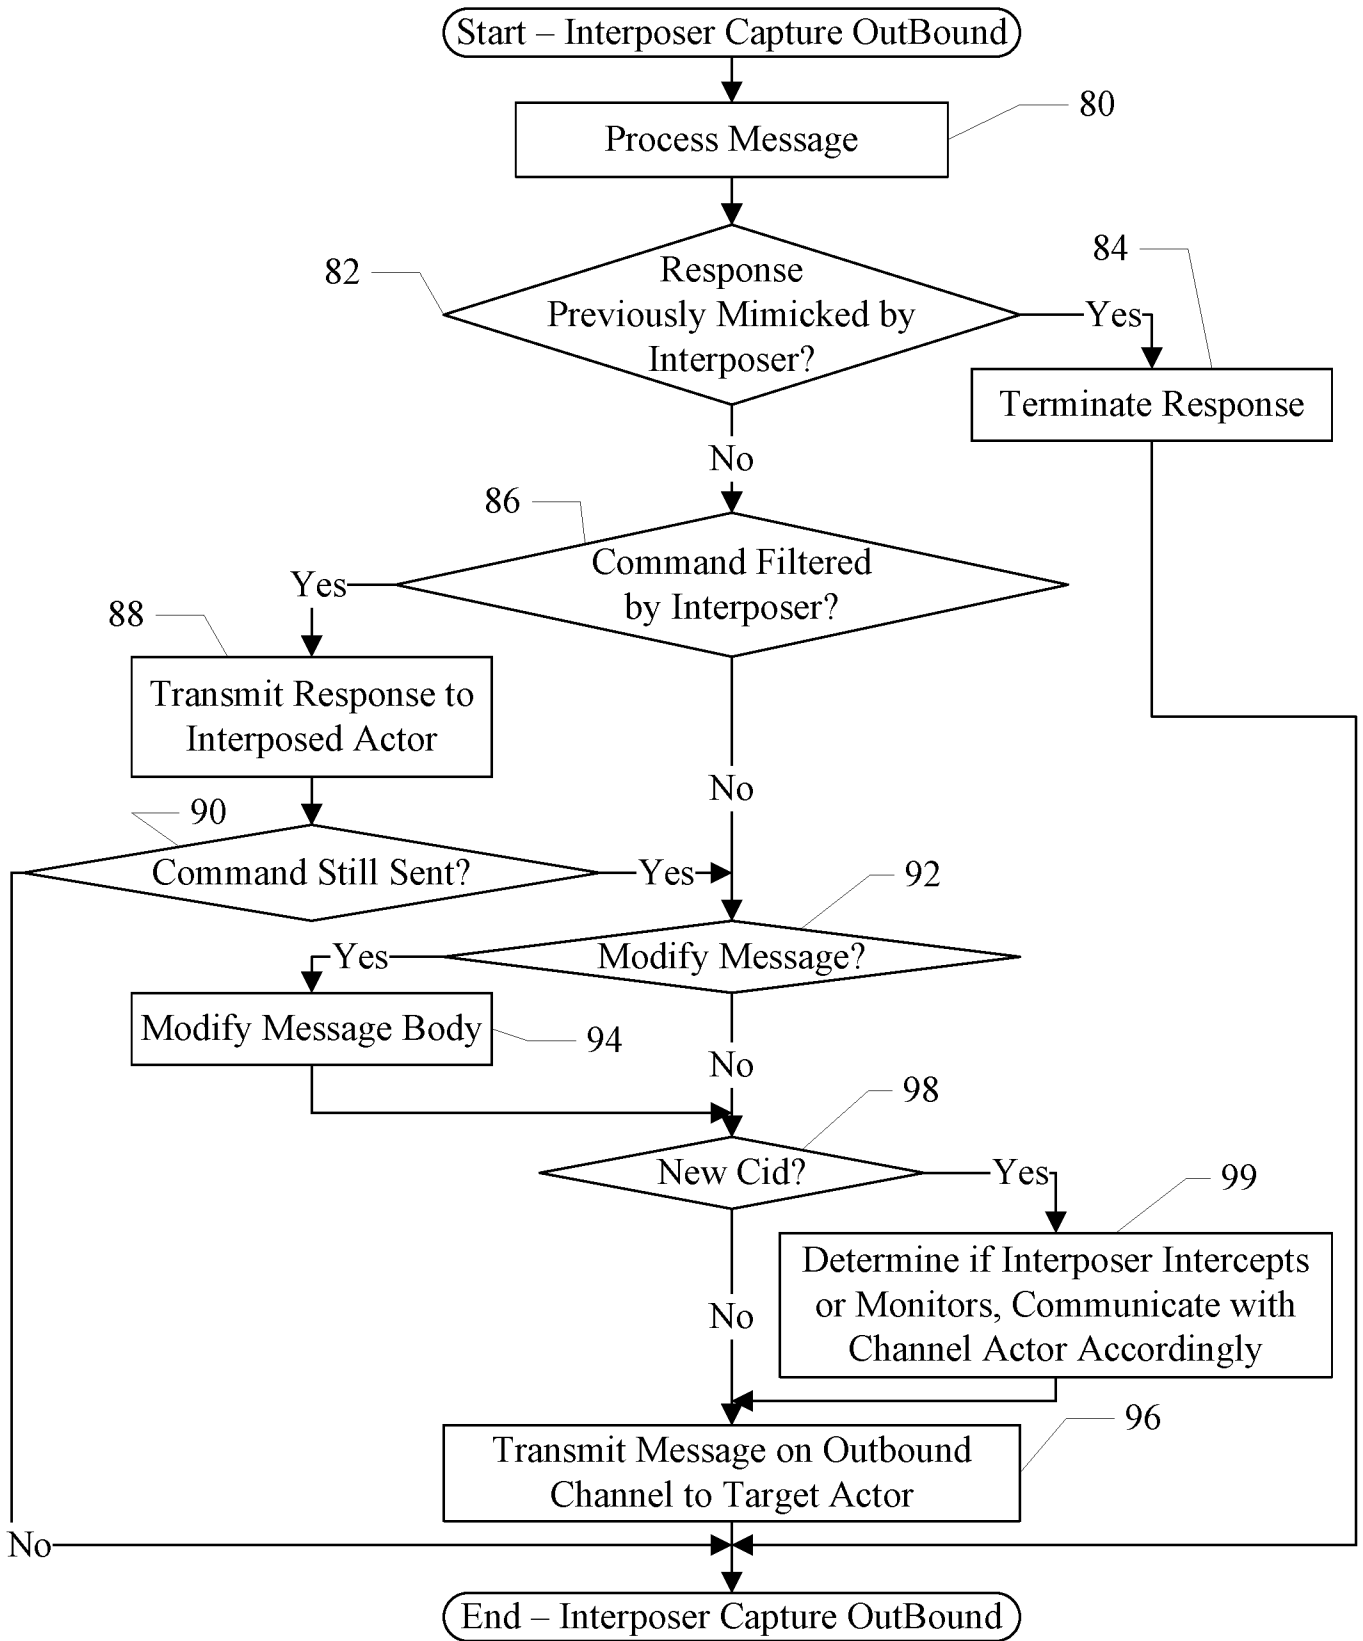 Start – Interposer Capture OutBound
80
Process Message
82
Response
Previously Mimicked by
Interposer?
84
Yes
Terminate Response
No
86
Command Filtered
by Interposer?
Yes
88
Transmit Response to
Interposed Actor
No
90
Command Still Sent?
Yes
92
Modify Message?
Yes
Modify Message Body
94
No
98
New Cid?
Yes
99
Determine if Interposer Intercepts
or Monitors, Communicate with
Channel Actor Accordingly
No
96
Transmit Message on Outbound
Channel to Target Actor
No
End – Interposer Capture OutBound